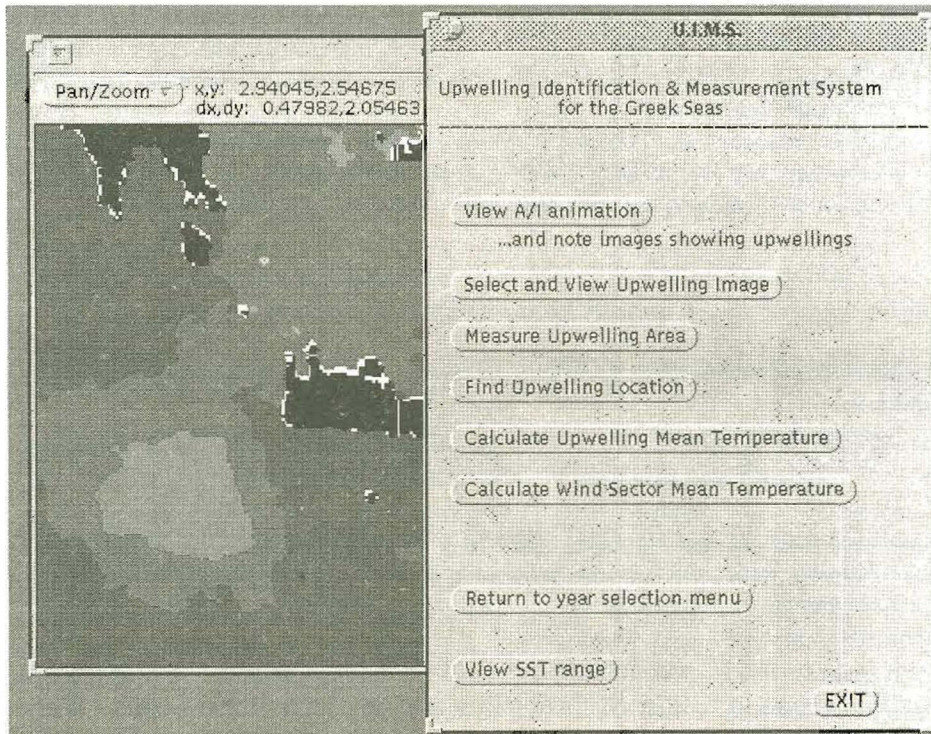 Pan/Zoom x,y: 2.94045,2.54675
dx,dy: 0.47982,2.05463
U.I.M.S.
Upwelling Identification & Measurement System
for the Greek Seas
View A/I animation
...and note images showing upwellings
Select and View Upwelling Image
Measure Upwelling Area
Find Upwelling Location
Calculate Upwelling Mean Temperature
Calculate Wind Sector Mean Temperature
Return to year selection menu
View SST range
EXIT